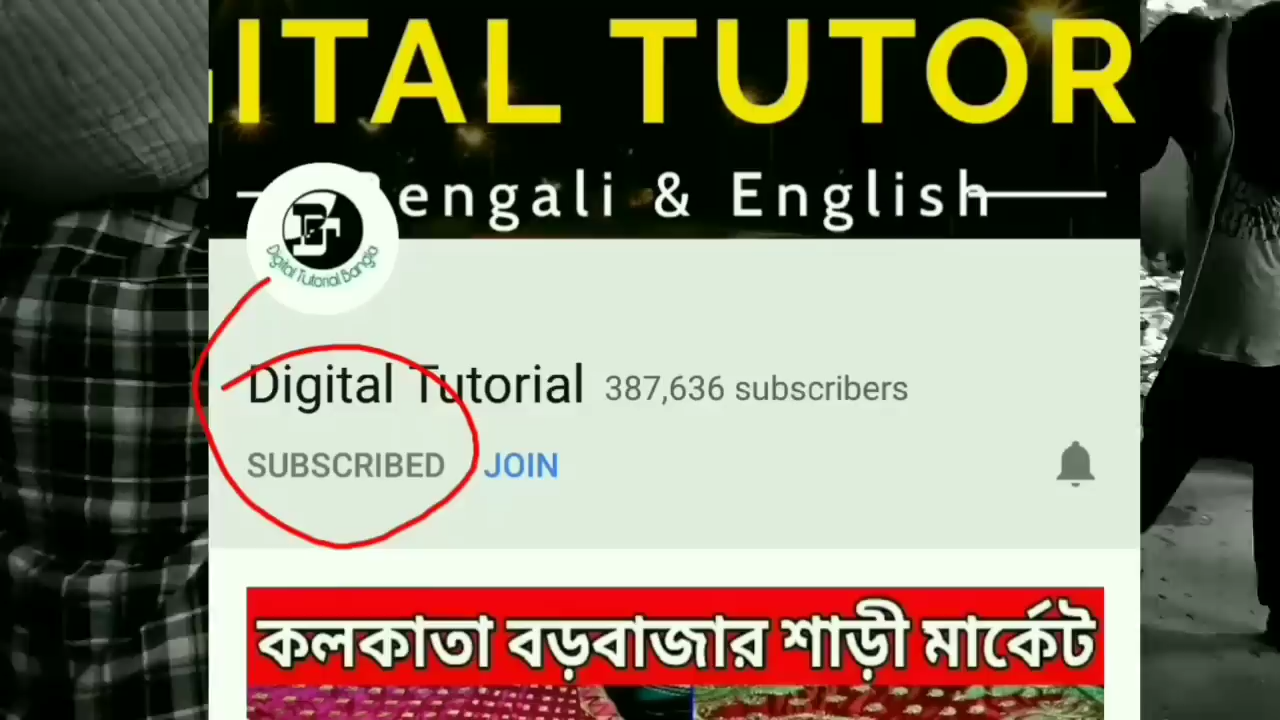 ITAL TUTOR
engali & English
Digital Tutorial Bangla
Digital Tutorial 387,636 subscribers
SUBSCRIBED JOIN
কলকাতা বড়বাজার শাড়ী মার্কেট